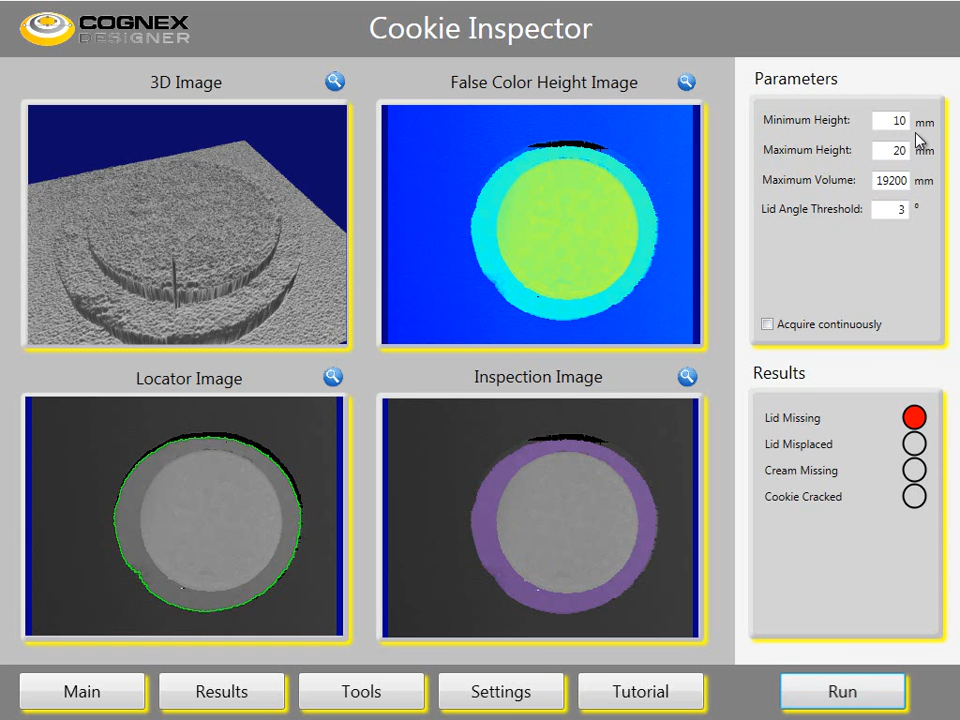 COGNEX
DESIGNER
Cookie Inspector
3D Image
False Color Height Image
Locator Image
Inspection Image
Parameters
Minimum Height: 10 mm
Maximum Height: 20 mm
Maximum Volume: 19200 mm
Lid Angle Threshold: 3 °
Acquire continuously
Results
Lid Missing
Lid Misplaced
Cream Missing
Cookie Cracked
Main
Results
Tools
Settings
Tutorial
Run